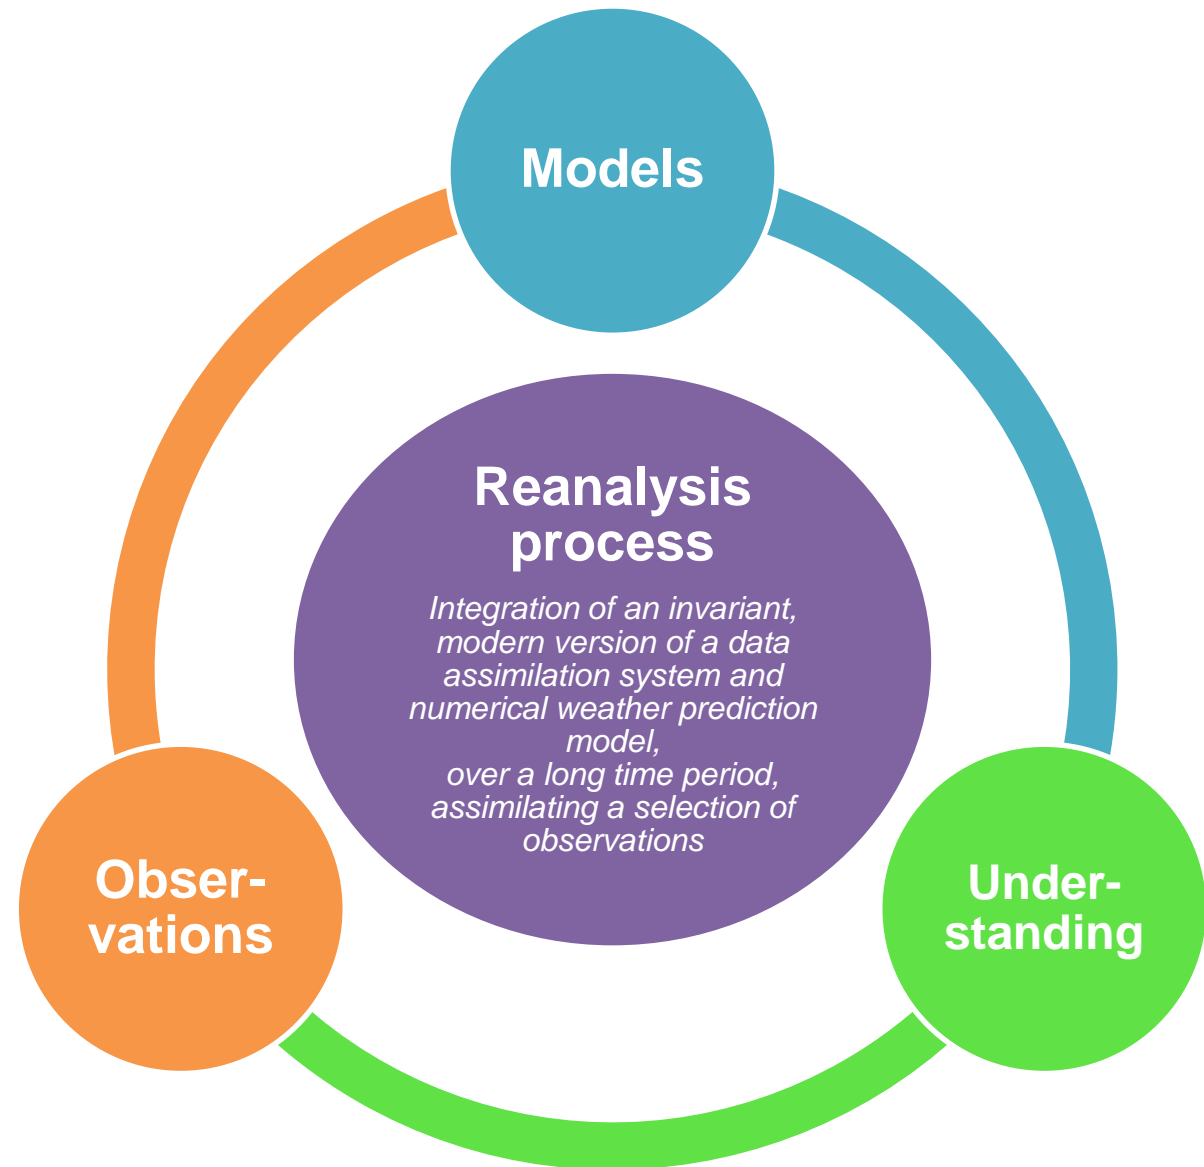 Models
Reanalysis
process
Integration of an invariant,
modern version of a data
assimilation system and
numerical weather prediction
model,
over a long time period,
assimilating a selection of
observations
Obser-
vations
Under-
standing